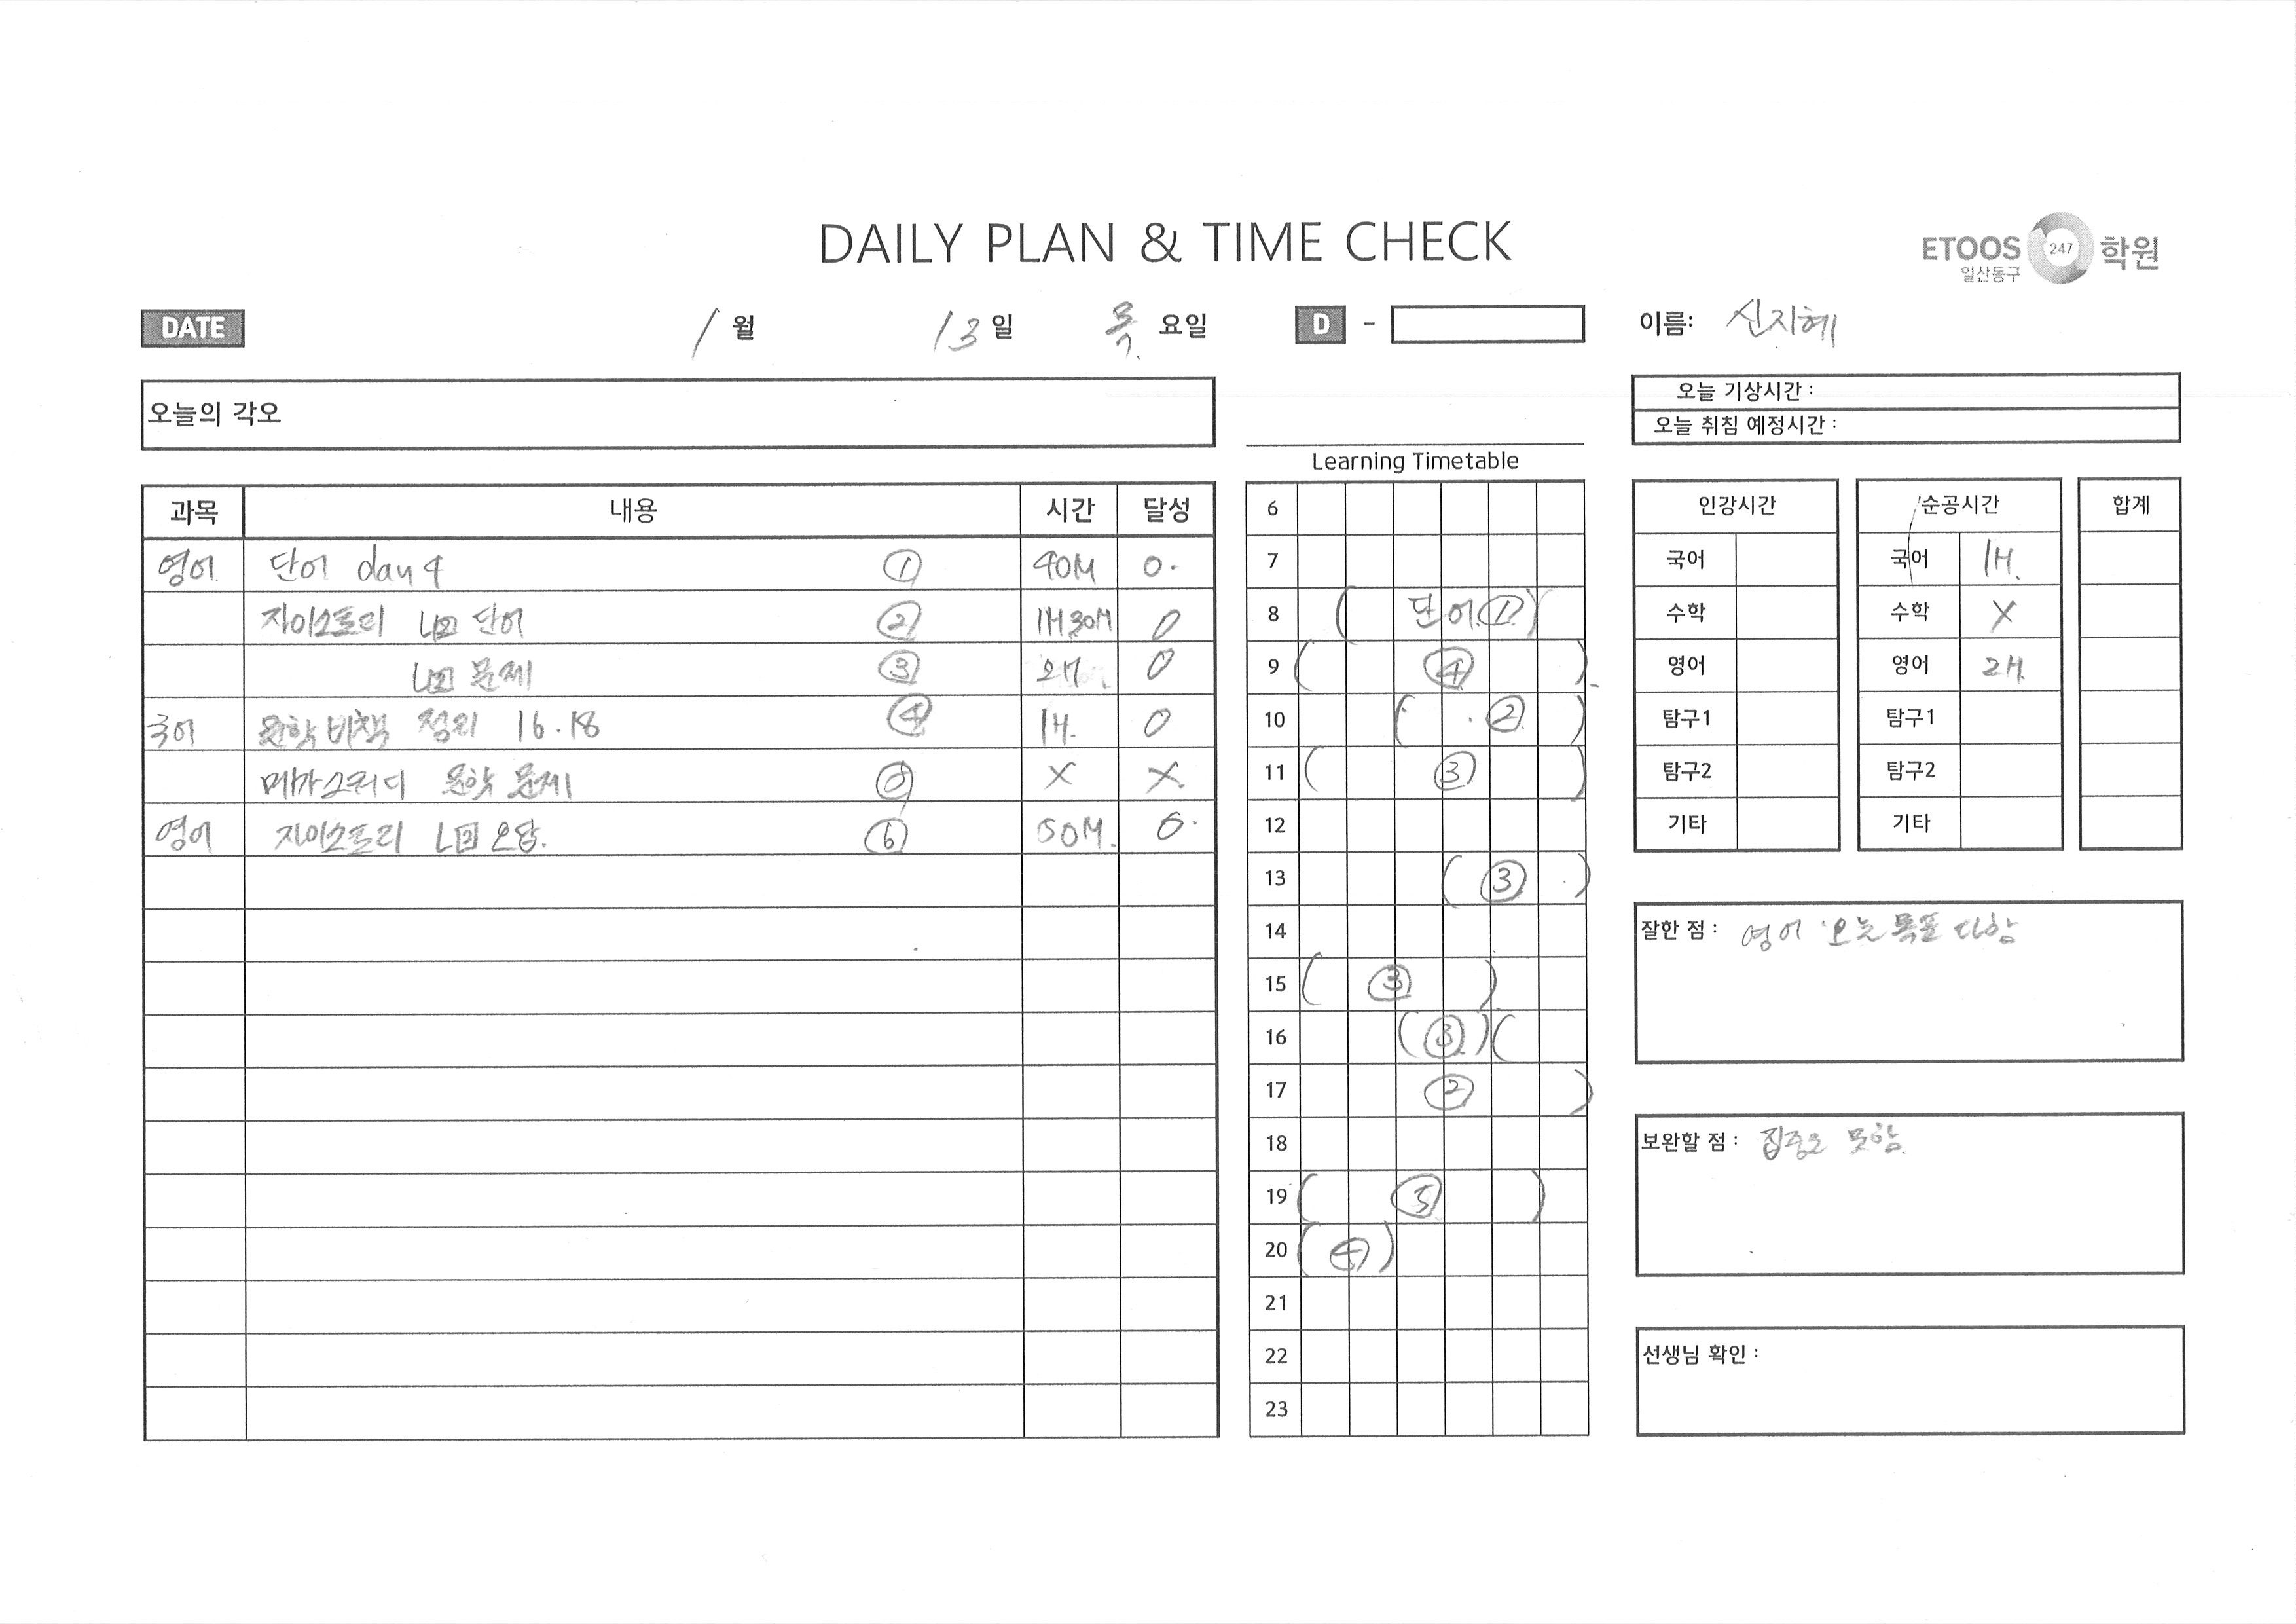 DAILY PLAN & TIME CHECK
ETOOS 247 학원
일산동구
DATE 1 월 13 일 목 요일 D - 이름: 신지혜
오늘의 각오
오늘 기상시간 :
오늘 취침 예정시간 :
과목 내용 시간 달성
영어 단어 day 4 ① 40M O
자이스토리 4회 단어 ② 1H 30M O
4회 문제 ③ 2H O
국어 문학비책 정리 16.18 ④ 1H. O
메가스터디 문학 문제 ⑤ X X
영어 자이스토리 4회 오답. ⑥ 50M. O
Learning Timetable
6
7
8 ( 단어 ① )
9 ( ④ )
10 ( ② )
11 ( ③ )
12
13 ( ③ )
14
15 ( ③ )
16 ( ③ ) (
17 ② )
18
19 ( ⑤ )
20 ( ④ )
21
22
23
인강시간 순공시간 합계
국어 국어 1H.
수학 수학 X
영어 영어 2H.
탐구1 탐구1
탐구2 탐구2
기타 기타
잘한 점 : 영어 오늘 목표 다함
보완할 점 : 집중 못함
선생님 확인 :